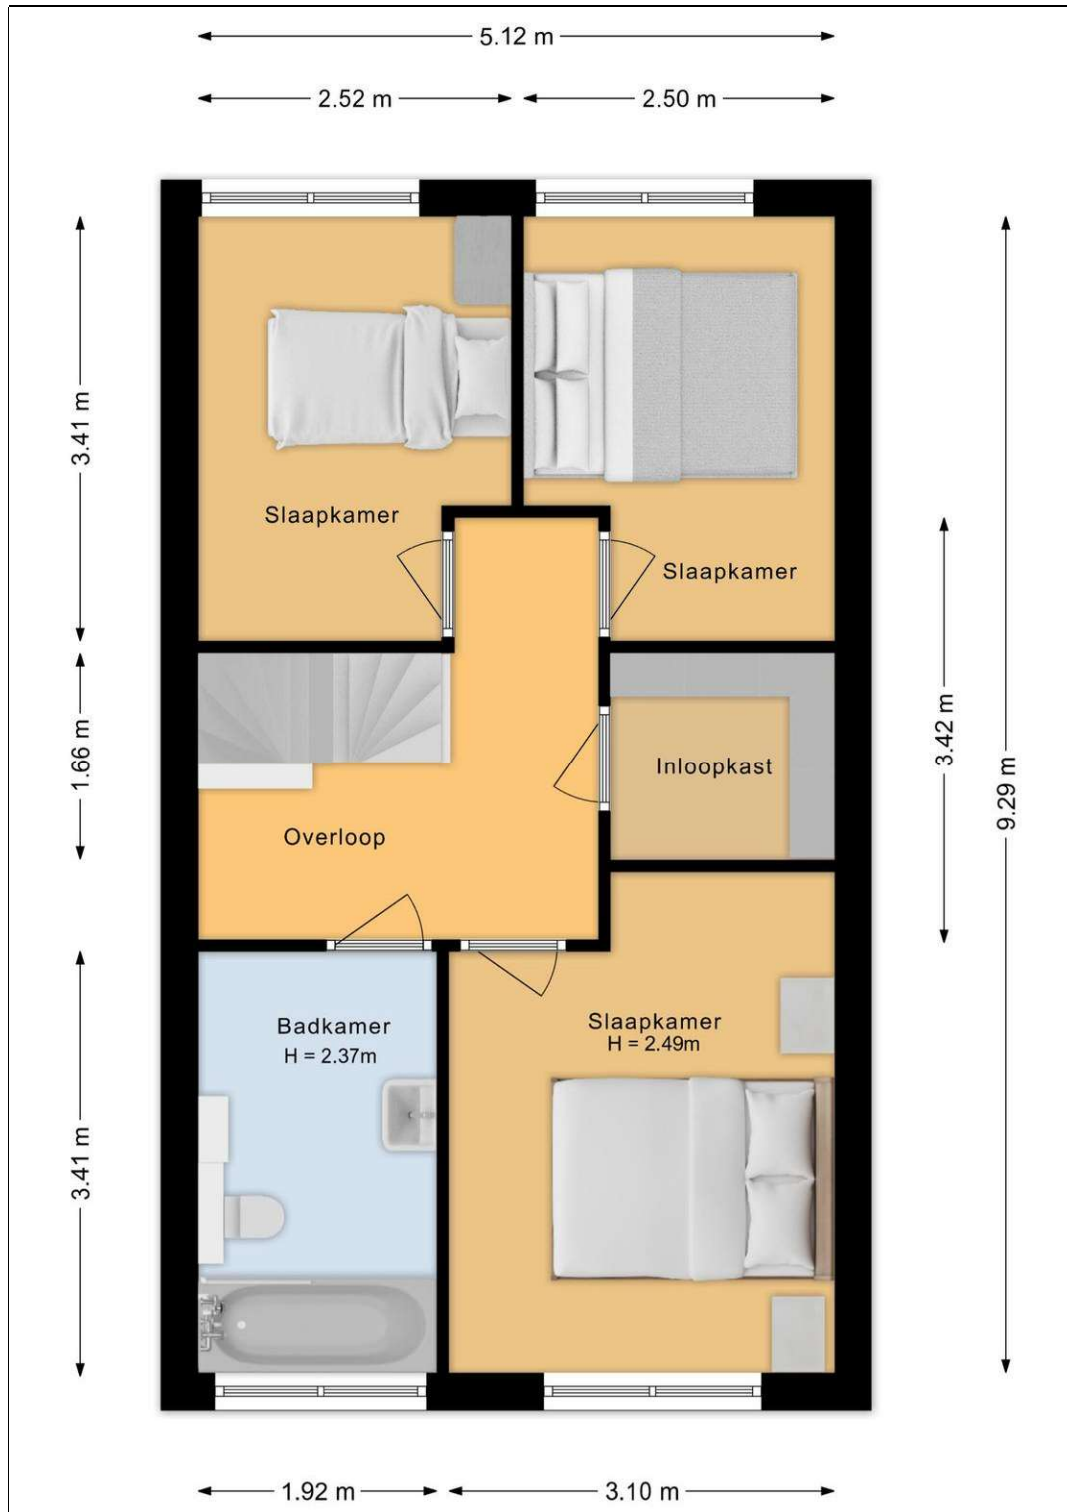 5.12 m
2.52 m
2.50 m
3.41 m
Slaapkamer
Slaapkamer
1.66 m
Inloopkast
3.42 m
9.29 m
Overloop
Badkamer
H = 2.37m
Slaapkamer
H = 2.49m
3.41 m
1.92 m
3.10 m